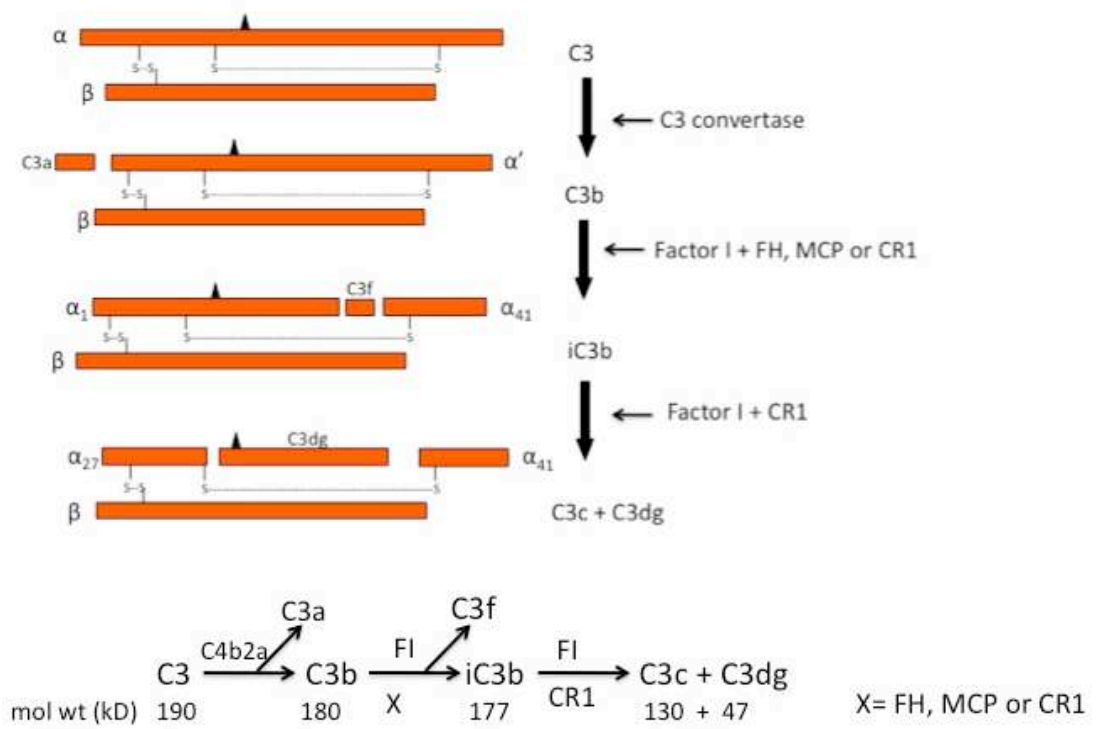 α
C3
S--S
S
S
β
C3 convertase
C3a
α'
S--S
S
S
C3b
β
Factor I + FH, MCP or CR1
C3f
α1
α41
S--S
S
S
iC3b
β
Factor I + CR1
C3dg
α27
α41
S--S
S
S
β
C3c + C3dg
C3a
C3f
C4b2a
FI
FI
C3
C3b
iC3b
C3c + C3dg
X
CR1
X= FH, MCP or CR1
mol wt (kD) 190 180 177 130 + 47